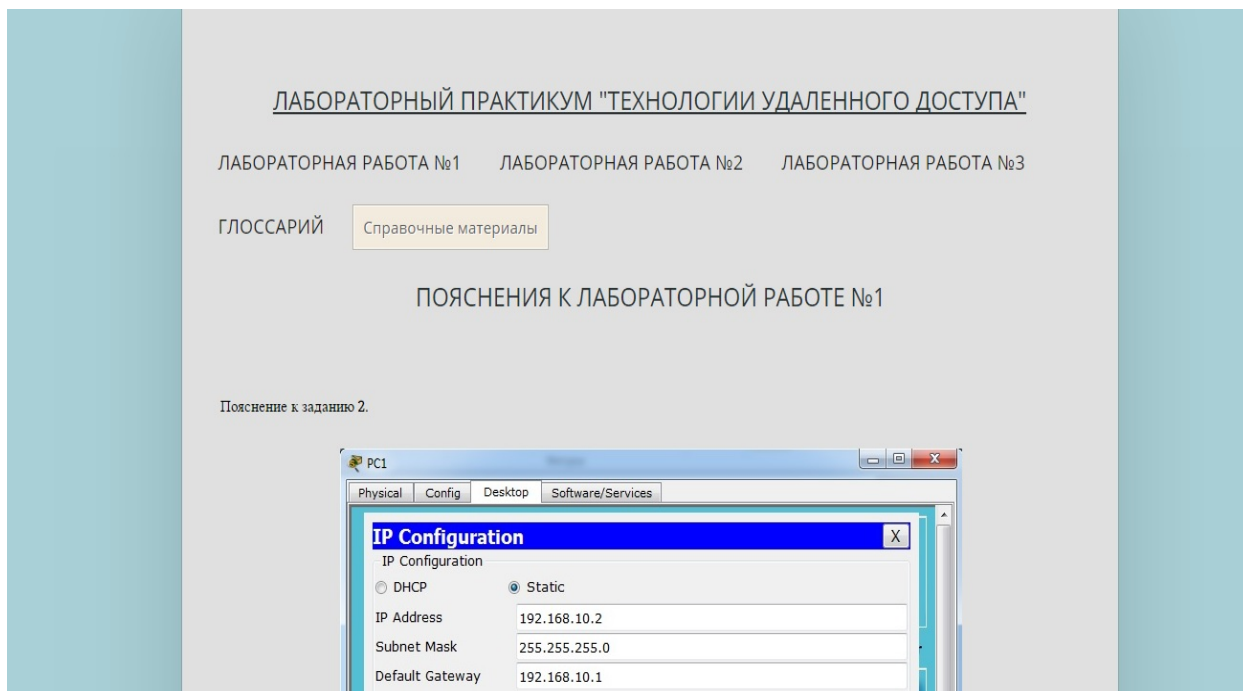 ЛАБОРАТОРНЫЙ ПРАКТИКУМ "ТЕХНОЛОГИИ УДАЛЕННОГО ДОСТУПА"
ЛАБОРАТОРНАЯ РАБОТА №1 ЛАБОРАТОРНАЯ РАБОТА №2 ЛАБОРАТОРНАЯ РАБОТА №3
ГЛОССАРИЙ Справочные материалы
ПОЯСНЕНИЯ К ЛАБОРАТОРНОЙ РАБОТЕ №1
Пояснение к заданию 2.
PC1
Physical Config Desktop Software/Services
IP Configuration X
IP Configuration
DHCP Static
IP Address 192.168.10.2
Subnet Mask 255.255.255.0
Default Gateway 192.168.10.1